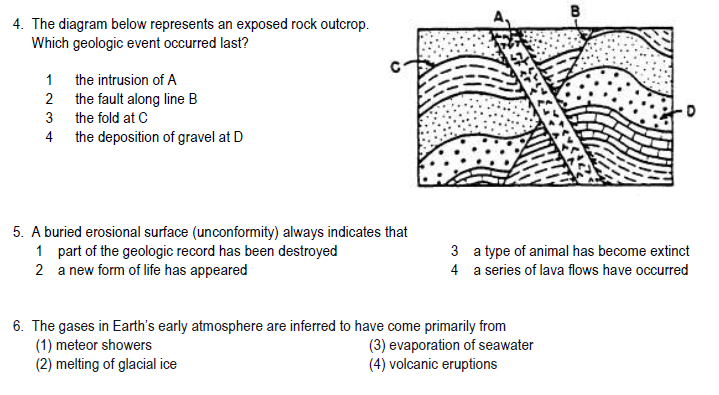 4. The diagram below represents an exposed rock outcrop.
Which geologic event occurred last?
1 the intrusion of A
2 the fault along line B
3 the fold at C
4 the deposition of gravel at D
A
B
C
D
5. A buried erosional surface (unconformity) always indicates that
1 part of the geologic record has been destroyed
2 a new form of life has appeared
3 a type of animal has become extinct
4 a series of lava flows have occurred
6. The gases in Earth's early atmosphere are inferred to have come primarily from
(1) meteor showers
(2) melting of glacial ice
(3) evaporation of seawater
(4) volcanic eruptions